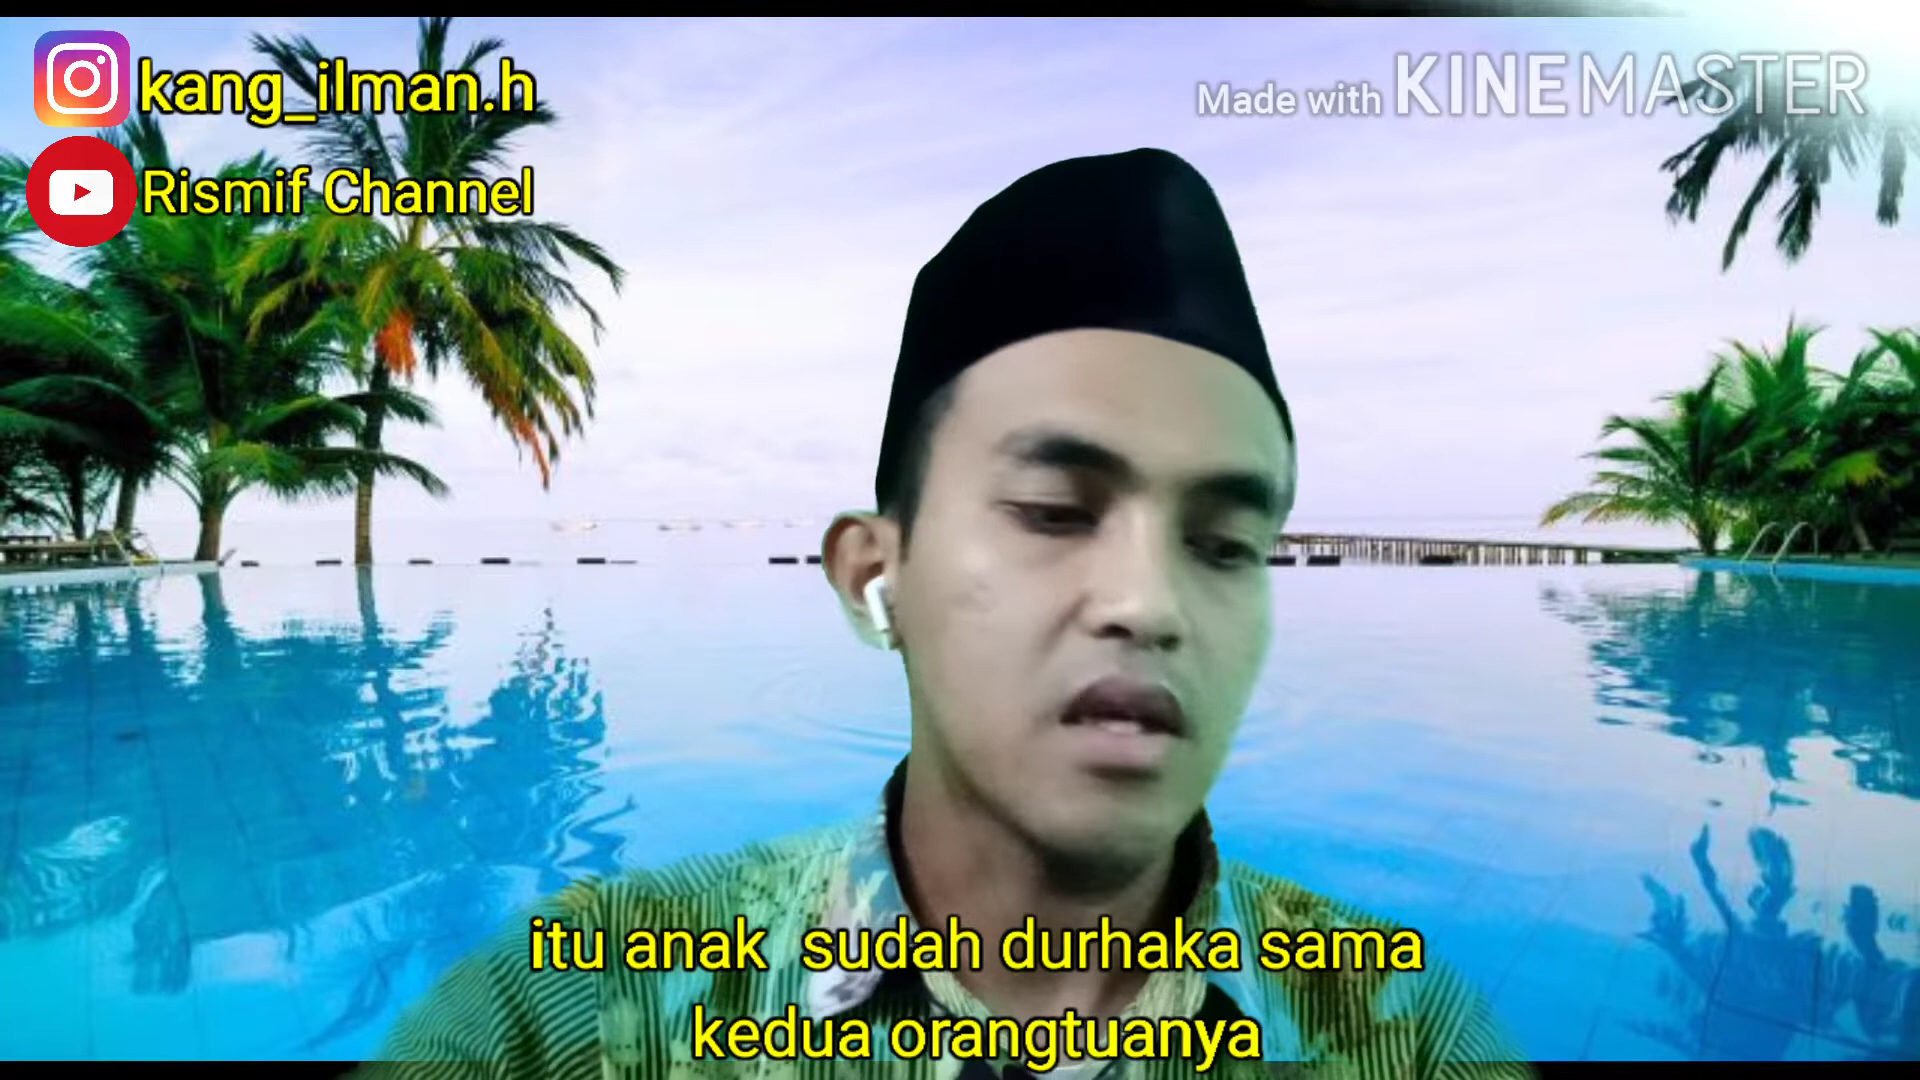 kang_ilman.h
Made with KINEMASTER
Rismif Channel
itu anak sudah durhaka sama
kedua orangtuanya